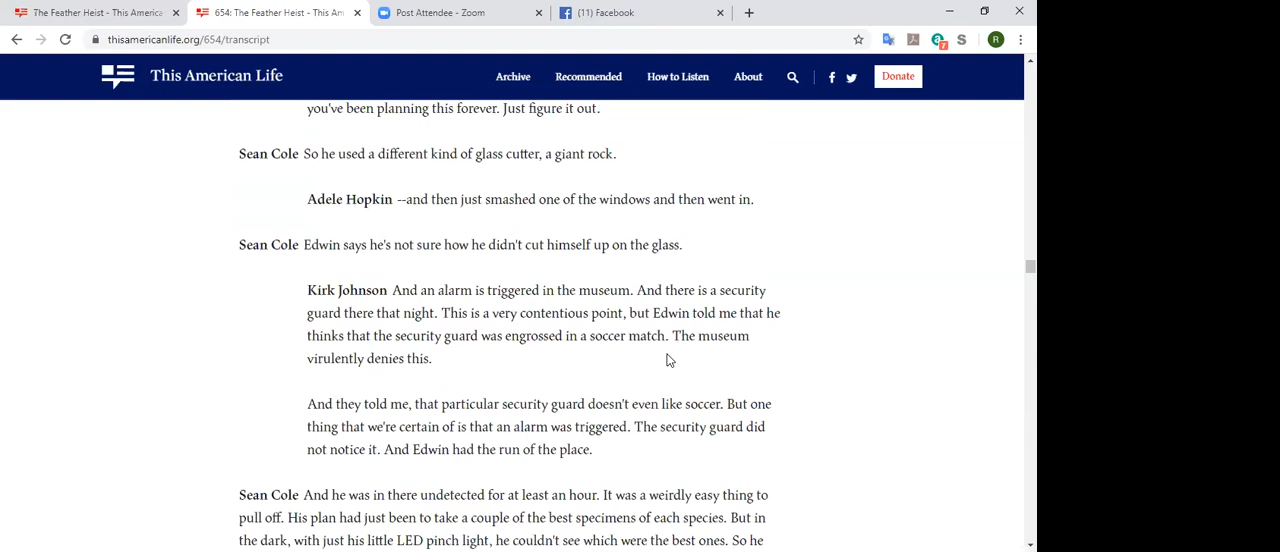 The Feather Heist - This America
654: The Feather Heist - This Am
Post Attendee - Zoom
(11) Facebook
thisamericanlife.org/654/transcript
7
S
R
This American Life
Archive
Recommended
How to Listen
About
Donate
you've been planning this forever. Just figure it out.
Sean Cole So he used a different kind of glass cutter, a giant rock.
Adele Hopkin --and then just smashed one of the windows and then went in.
Sean Cole Edwin says he's not sure how he didn't cut himself up on the glass.
Kirk Johnson And an alarm is triggered in the museum. And there is a security
guard there that night. This is a very contentious point, but Edwin told me that he
thinks that the security guard was engrossed in a soccer match. The museum
virulently denies this.
And they told me, that particular security guard doesn't even like soccer. But one
thing that we're certain of is that an alarm was triggered. The security guard did
not notice it. And Edwin had the run of the place.
Sean Cole And he was in there undetected for at least an hour. It was a weirdly easy thing to
pull off. His plan had just been to take a couple of the best specimens of each species. But in
the dark, with just his little LED pinch light, he couldn't see which were the best ones. So he